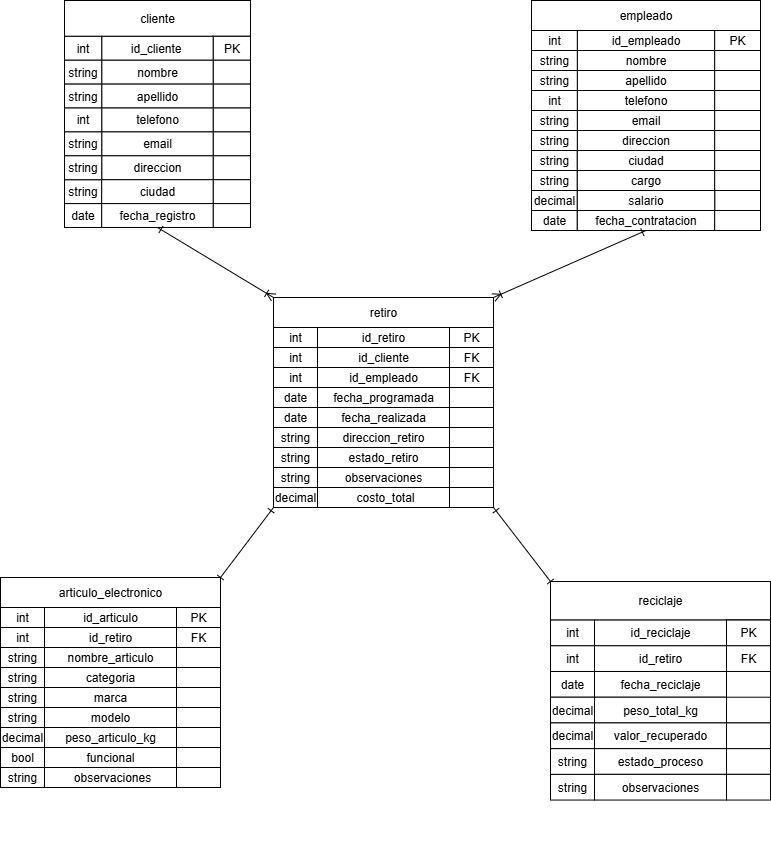 cliente
int id_cliente PK
string nombre
string apellido
int telefono
string email
string direccion
string ciudad
date fecha_registro
empleado
int id_empleado PK
string nombre
string apellido
int telefono
string email
string direccion
string ciudad
string cargo
decimal salario
date fecha_contratacion
retiro
int id_retiro PK
int id_cliente FK
int id_empleado FK
date fecha_programada
date fecha_realizada
string direccion_retiro
string estado_retiro
string observaciones
decimal costo_total
articulo_electronico
int id_articulo PK
int id_retiro FK
string nombre_articulo
string categoria
string marca
string modelo
decimal peso_articulo_kg
bool funcional
string observaciones
reciclaje
int id_reciclaje PK
int id_retiro FK
date fecha_reciclaje
decimal peso_total_kg
decimal valor_recuperado
string estado_proceso
string observaciones